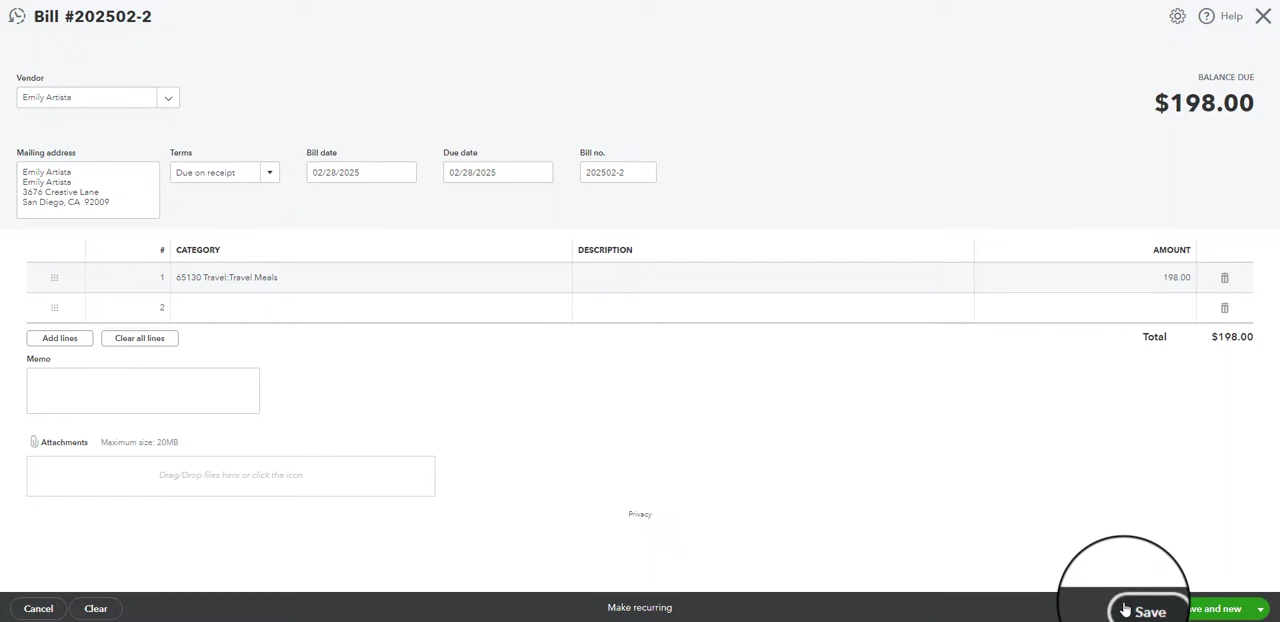 Bill #202502-2
Help
Vendor
Emily Artista
BALANCE DUE
$198.00
Mailing address
Emily Artista
Emily Artista
3676 Creative Lane
San Diego, CA 92009
Terms
Due on receipt
Bill date
02/28/2025
Due date
02/28/2025
Bill no.
202502-2
# CATEGORY DESCRIPTION AMOUNT
1 65130 Travel:Travel Meals 198.00
2
Add lines Clear all lines Total $198.00
Memo
Attachments Maximum size: 20MB
Drag/Drop files here or click the icon
Privacy
Cancel Clear Make recurring Save ve and new